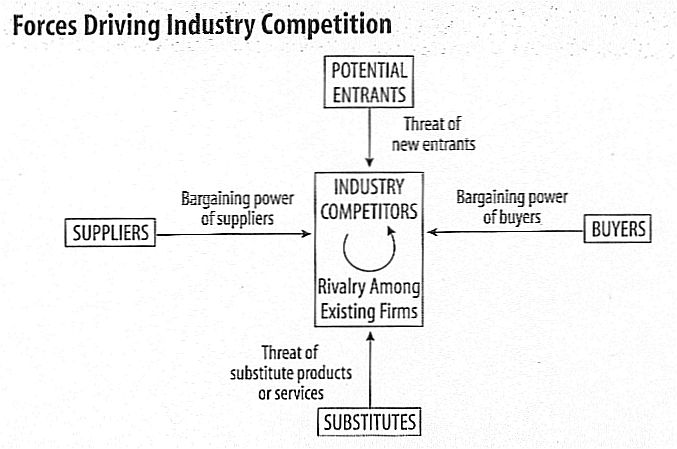 Forces Driving Industry Competition
POTENTIAL
ENTRANTS
Threat of
new entrants
INDUSTRY
COMPETITORS
Rivalry Among
Existing Firms
Bargaining power
of suppliers
SUPPLIERS
Bargaining power
of buyers
BUYERS
Threat of
substitute products
or services
SUBSTITUTES